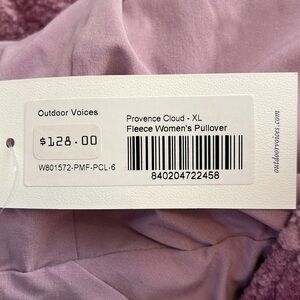 Outdoor Voices
$128.00
W801572-PMF-PCL-6
Provence Cloud - XL
Fleece Women's Pullover
840204722458
outdoorvoices.com